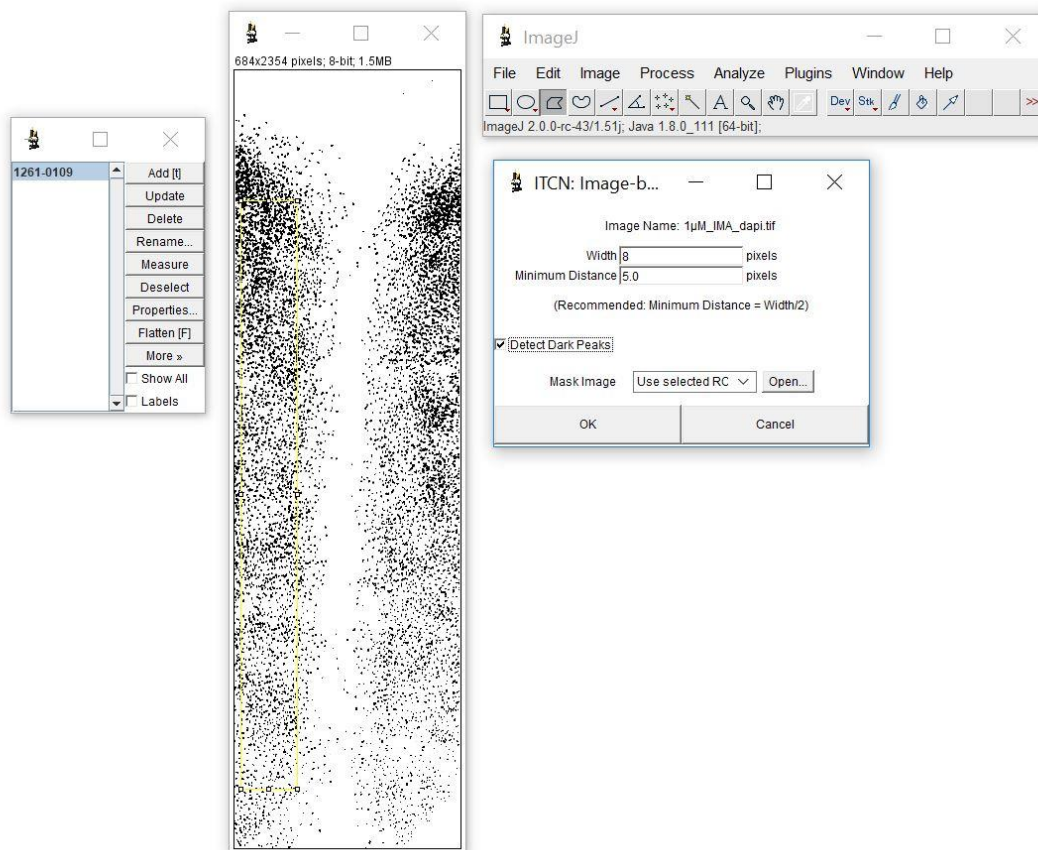 1261-0109
Add [t]
Update
Delete
Rename...
Measure
Deselect
Properties...
Flatten [F]
More »
Show All
Labels
684x2354 pixels; 8-bit; 1.5MB
ImageJ
File Edit Image Process Analyze Plugins Window Help
A Dev Stk >>
ImageJ 2.0.0-rc-43/1.51j; Java 1.8.0_111 [64-bit];
ITCN: Image-b...
Image Name: 1µM_IMA_dapi.tif
Width 8 pixels
Minimum Distance 5.0 pixels
(Recommended: Minimum Distance = Width/2)
Detect Dark Peaks
Mask Image Use selected RO Open...
OK Cancel